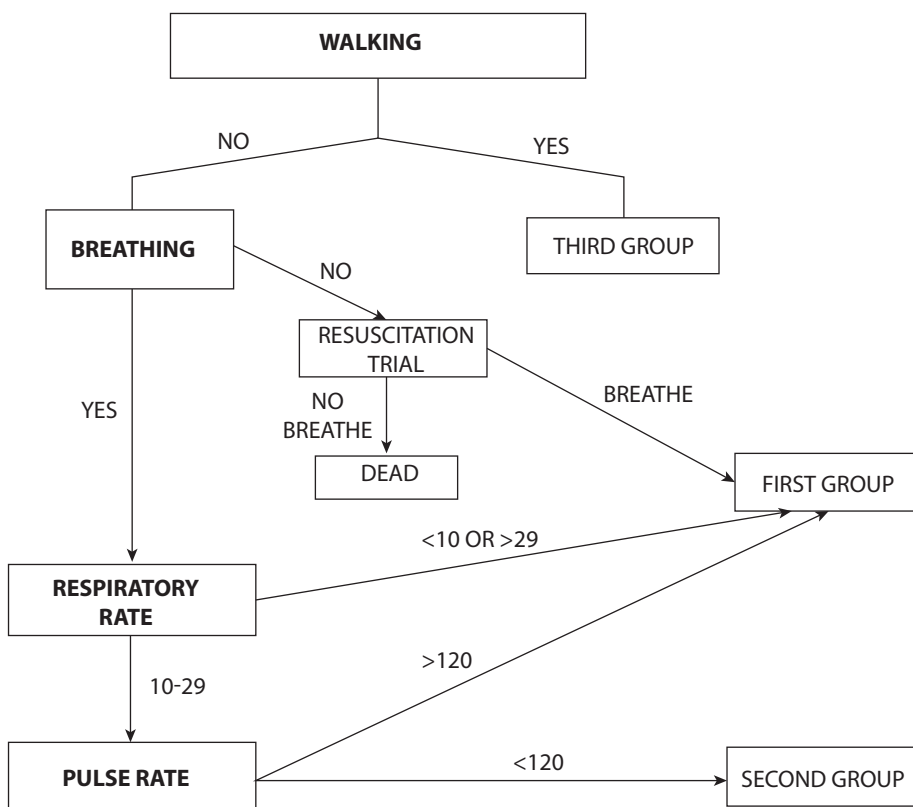 WALKING
NO
YES
BREATHING
THIRD GROUP
NO
RESUSCITATION
TRIAL
YES
NO
BREATHE
BREATHE
DEAD
FIRST GROUP
<10 OR >29
RESPIRATORY
RATE
>120
10-29
<120
PULSE RATE
SECOND GROUP